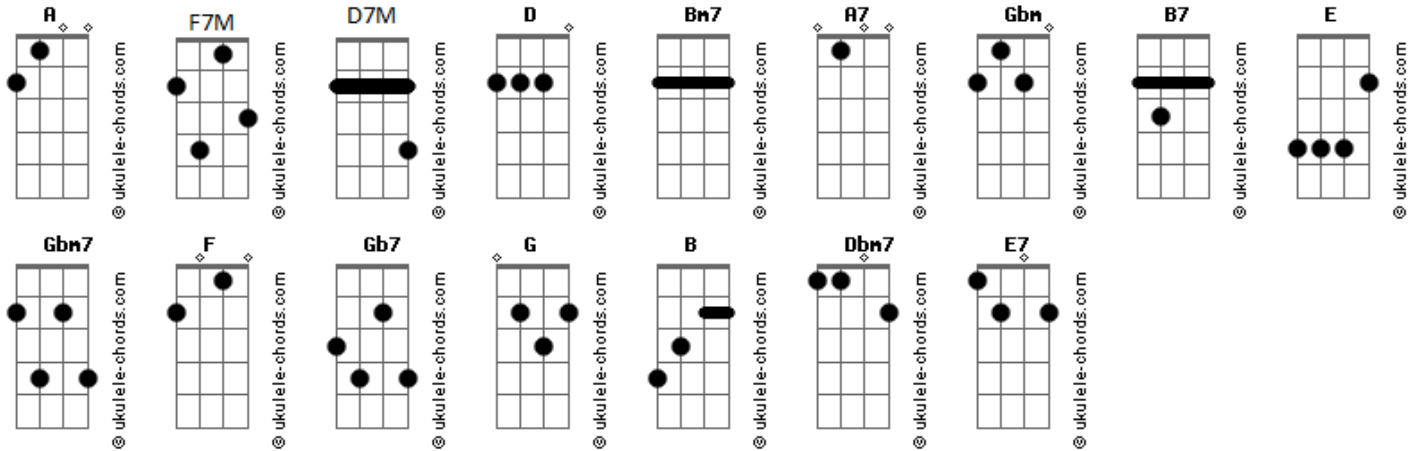 A F7M D7M D Bm7 A7 Gbm B7 E
© ukulele-chords.com © ukulele-chords.com © ukulele-chords.com © ukulele-chords.com © ukulele-chords.com © ukulele-chords.com © ukulele-chords.com © ukulele-chords.com © ukulele-chords.com
Gbm7 F Gb7 G B Dbm7 E7
© ukulele-chords.com © ukulele-chords.com © ukulele-chords.com © ukulele-chords.com © ukulele-chords.com © ukulele-chords.com © ukulele-chords.com